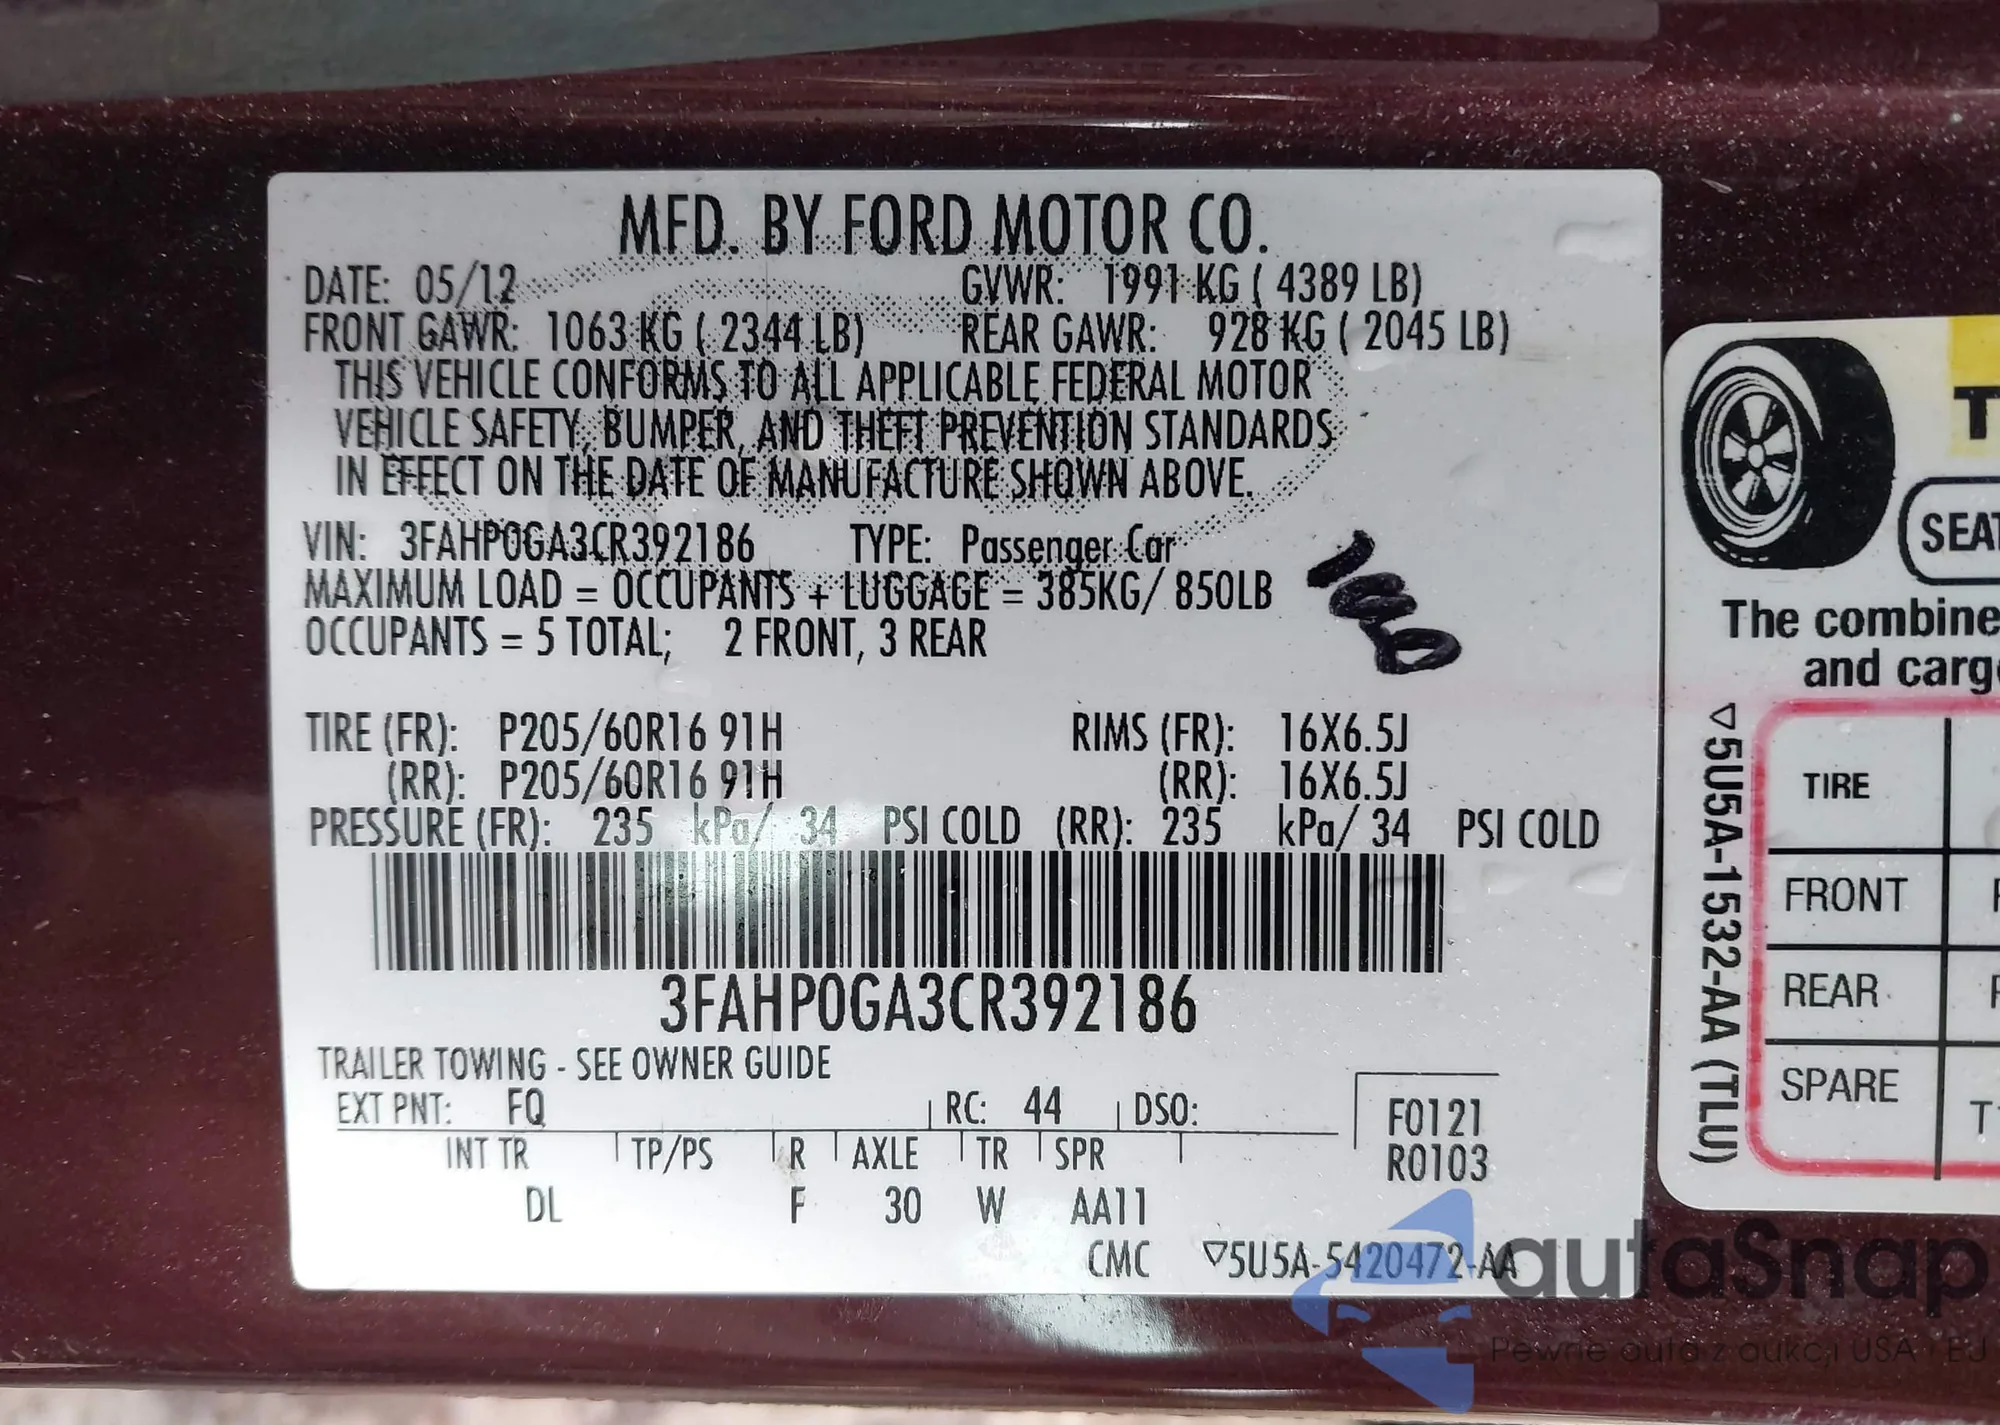 MFD. BY FORD MOTOR CO.
DATE: 05/12 GVWR: 1991 KG ( 4389 LB)
FRONT GAWR: 1063 KG ( 2344 LB) REAR GAWR: 928 KG ( 2045 LB)
THIS VEHICLE CONFORMS TO ALL APPLICABLE FEDERAL MOTOR
VEHICLE SAFETY, BUMPER, AND THEFT PREVENTION STANDARDS
IN EFFECT ON THE DATE OF MANUFACTURE SHOWN ABOVE.
VIN: 3FAHP0GA3CR392186 TYPE: Passenger Car
MAXIMUM LOAD = OCCUPANTS + LUGGAGE = 385KG/ 850LB
OCCUPANTS = 5 TOTAL; 2 FRONT, 3 REAR
TIRE (FR): P205/60R16 91H RIMS (FR): 16X6.5J
(RR): P205/60R16 91H (RR): 16X6.5J
PRESSURE (FR): 235 kPa/ 34 PSI COLD (RR): 235 kPa/ 34 PSI COLD
3FAHP0GA3CR392186
TRAILER TOWING - SEE OWNER GUIDE
EXT PNT: FQ RC: 44 DSO:
F0121
R0103
INT TR TP/PS R AXLE TR SPR
DL F 30 W AA11
CMC ▽5U5A-5420472-AA
The combine
and carg
▽5U5A-1532-AA (TLU)
TIRE
FRONT
REAR
SPARE
autaSnap
Pewne auta z aukcji USA i EU